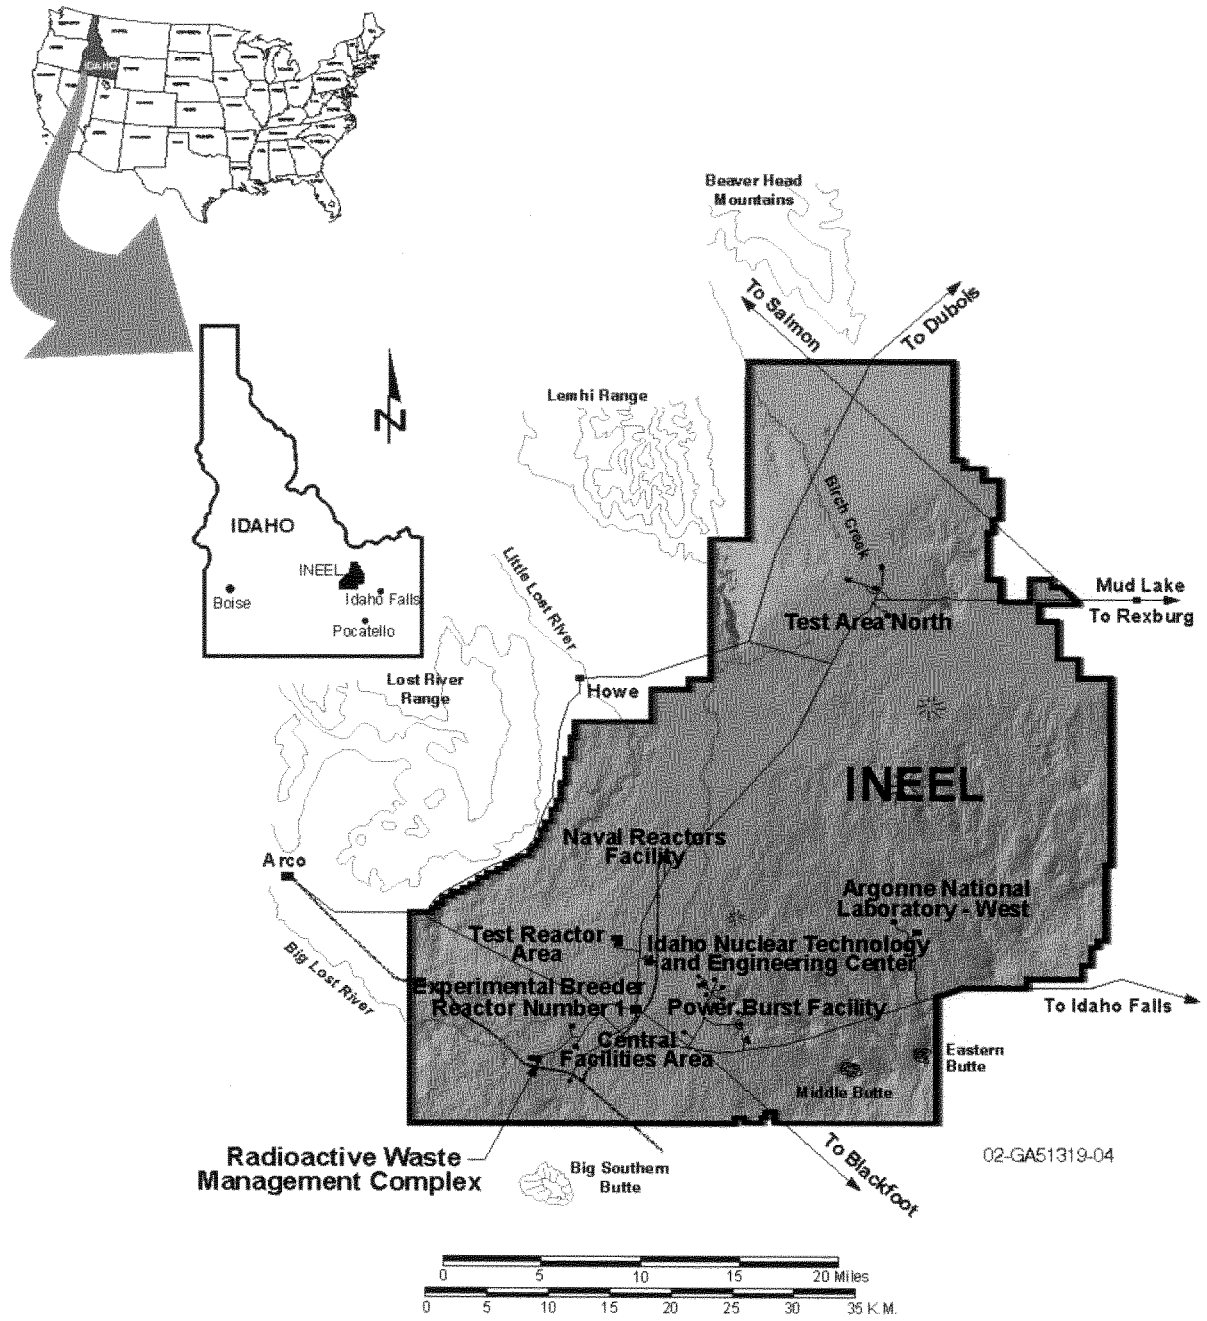 IDAHO
Beaver Head
Mountains
To Salmon
To Dubois
N
Lemhi Range
Birch Creek
IDAHO
INEEL
Boise
Idaho Falls
Pocatello
Little Lost River
Mud Lake
To Rexburg
Test Area North
Howe
Lost River
Range
INEEL
Naval Reactors
Facility
Arco
Argonne National
Laboratory - West
Test Reactor
Area
Idaho Nuclear Technology
and Engineering Center
Big Lost River
Experimental Breeder
Reactor Number 1
Power Burst Facility
To Idaho Falls
Central
Facilities Area
Eastern
Butte
Middle Butte
Radioactive Waste
Management Complex
Big Southern
Butte
To Blackfoot
02-GA51319-04
0 5 10 15 20 Miles
0 5 10 15 20 25 30 35 K.M.